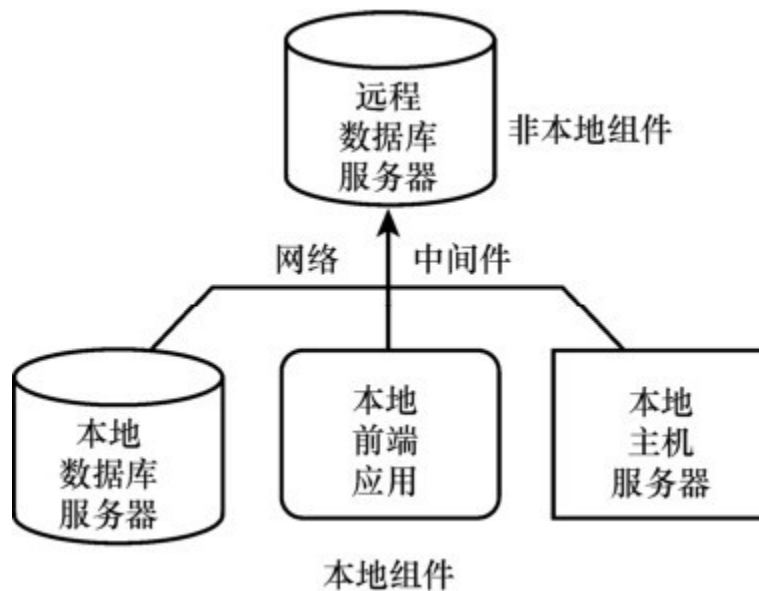 远程
数据库
服务器
非本地组件
网络
中间件
本地
数据库
服务器
本地
前端
应用
本地
主机
服务器
本地组件